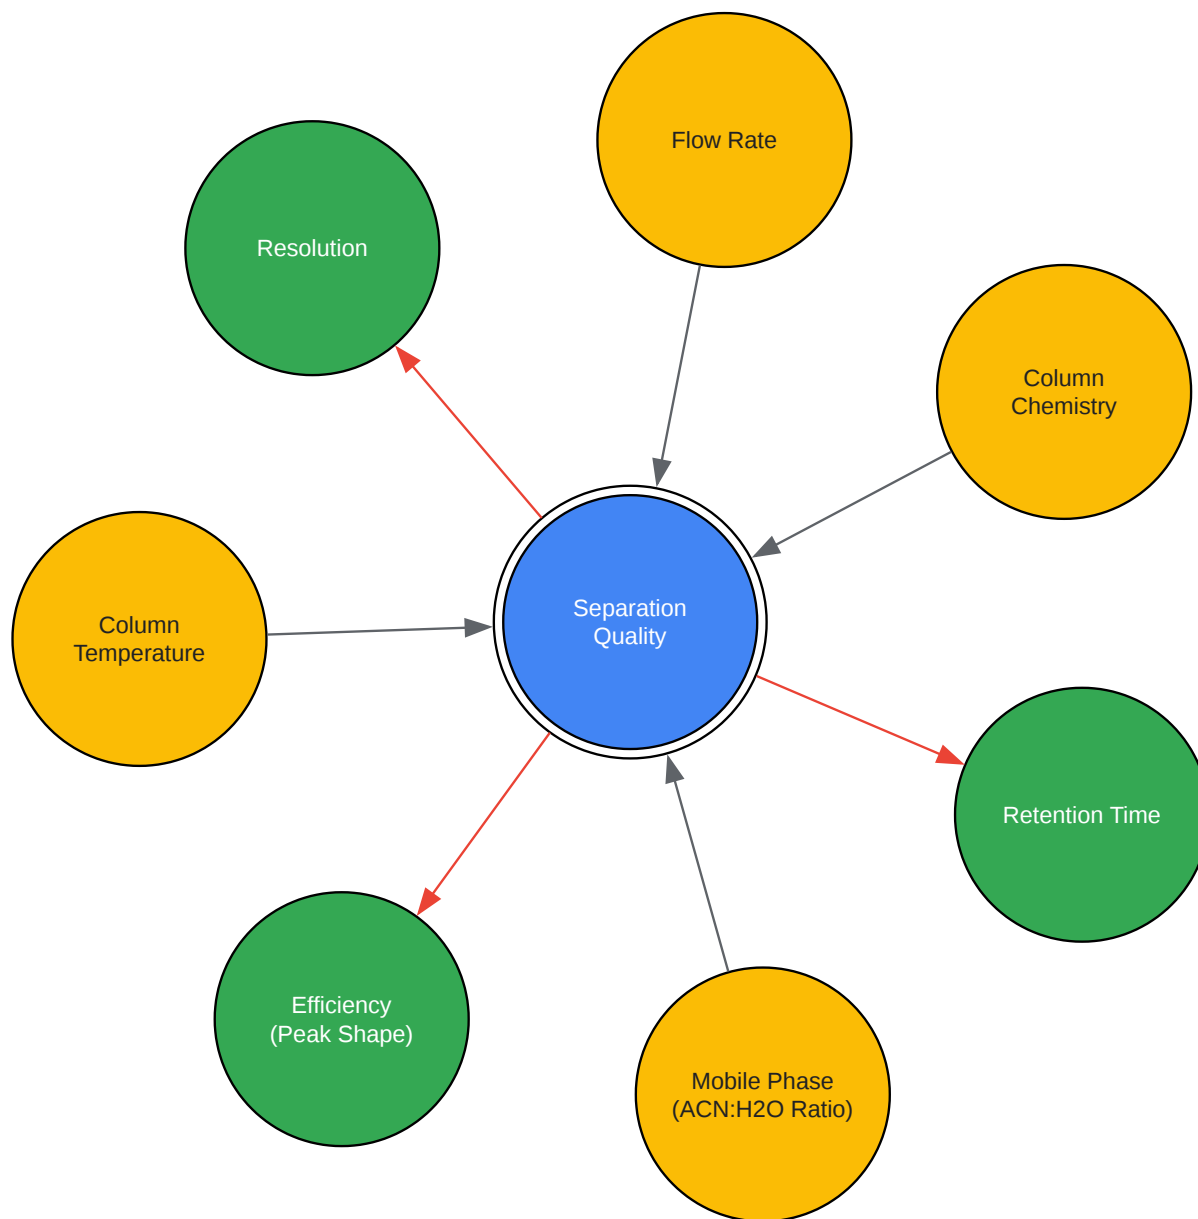 Flow Rate
Resolution
Column
Chemistry
Separation
Quality
Column
Temperature
Retention Time
Efficiency
(Peak Shape)
Mobile Phase
(ACN:H2O Ratio)